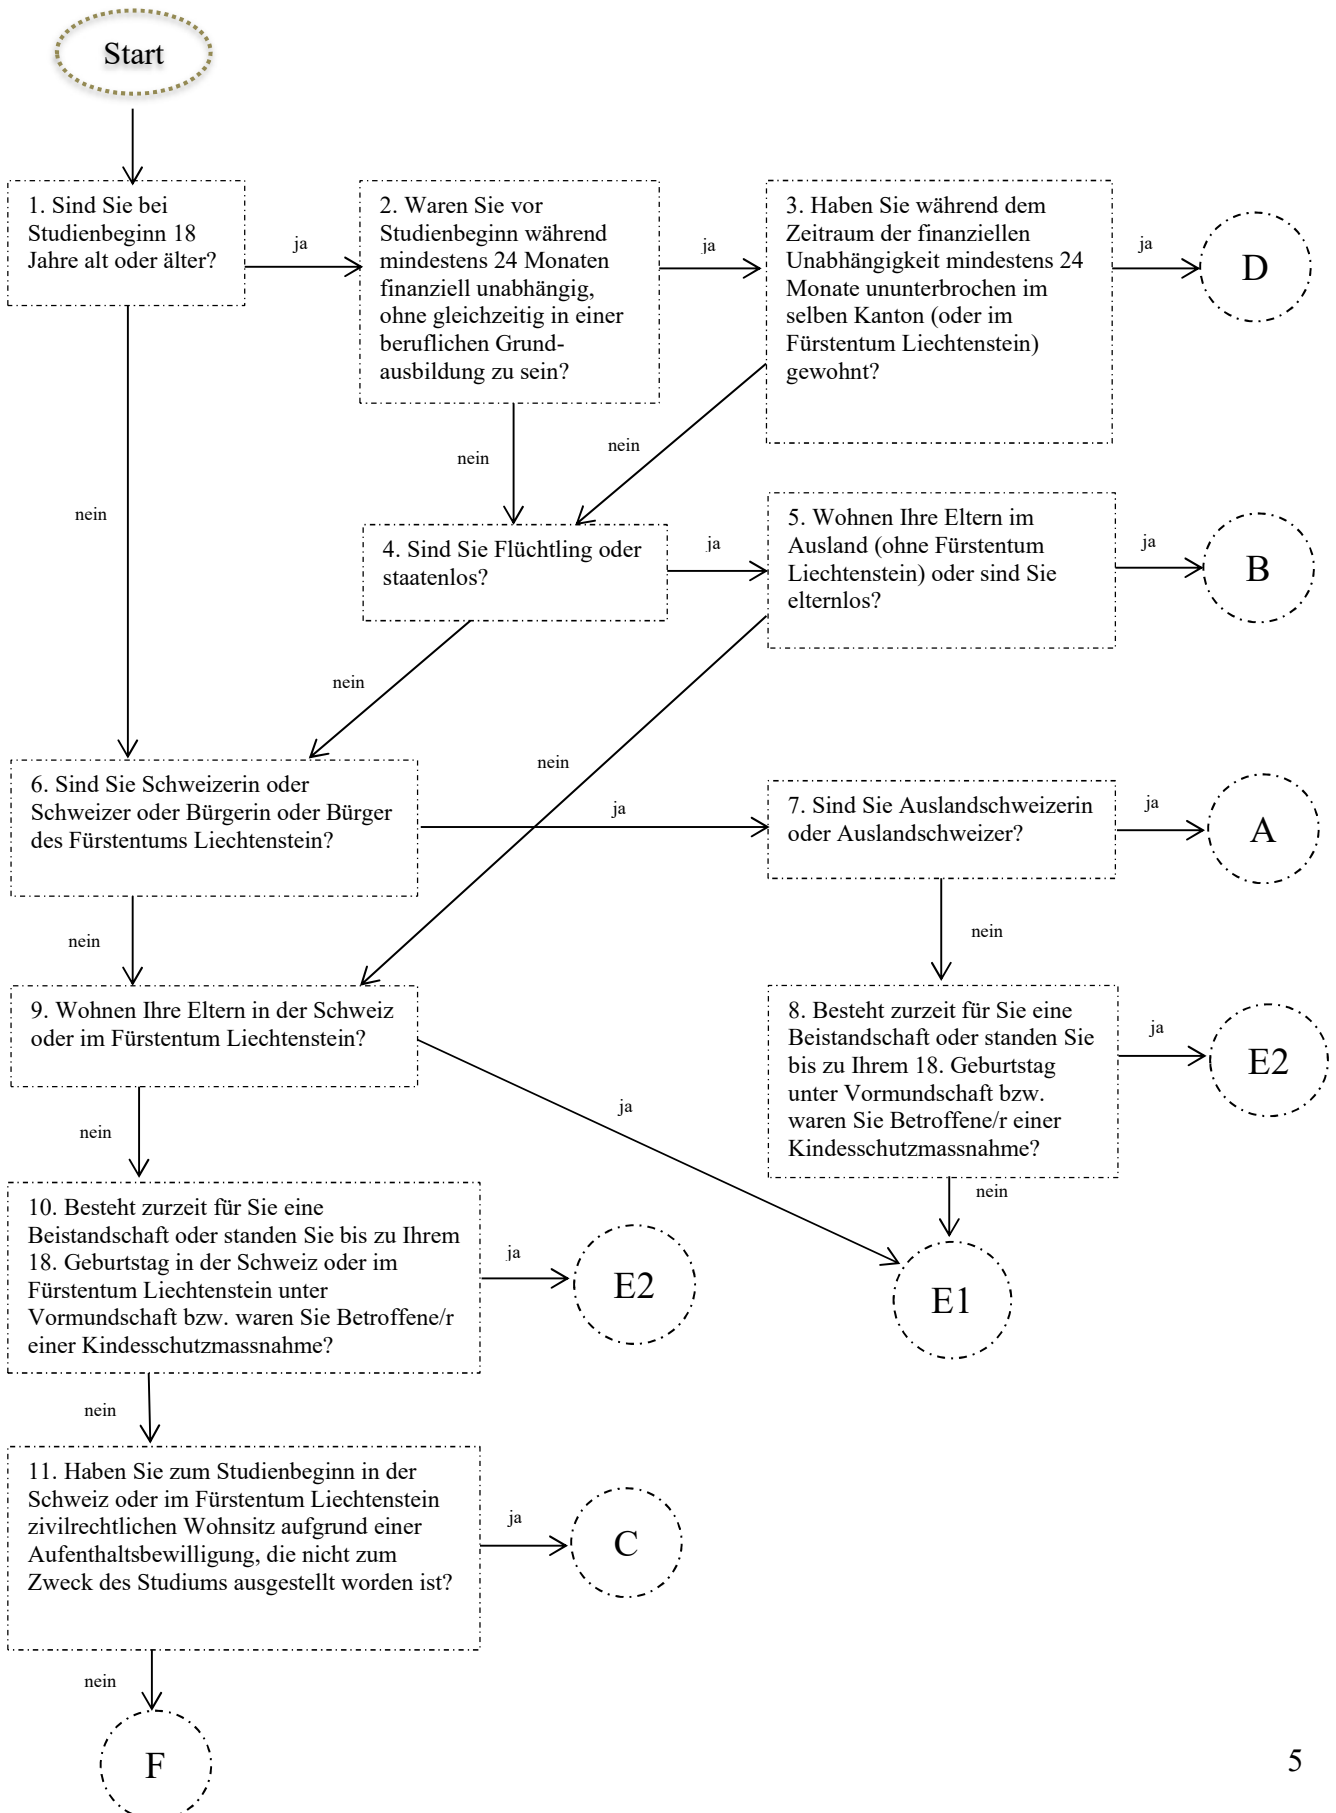 Start
1. Sind Sie bei
Studienbeginn 18
Jahre alt oder älter?
ja
2. Waren Sie vor
Studienbeginn während
mindestens 24 Monaten
finanziell unabhängig,
ohne gleichzeitig in einer
beruflichen Grund-
ausbildung zu sein?
ja
3. Haben Sie während dem
Zeitraum der finanziellen
Unabhängigkeit mindestens 24
Monate ununterbrochen im
selben Kanton (oder im
Fürstentum Liechtenstein)
gewohnt?
ja
D
nein
nein
nein
4. Sind Sie Flüchtling oder
staatenlos?
ja
5. Wohnen Ihre Eltern im
Ausland (ohne Fürstentum
Liechtenstein) oder sind Sie
elternlos?
ja
B
nein
nein
6. Sind Sie Schweizerin oder
Schweizer oder Bürgerin oder Bürger
des Fürstentums Liechtenstein?
ja
7. Sind Sie Auslandschweizerin
oder Auslandschweizer?
ja
A
nein
nein
9. Wohnen Ihre Eltern in der Schweiz
oder im Fürstentum Liechtenstein?
8. Besteht zurzeit für Sie eine
Beistandschaft oder standen Sie
bis zu Ihrem 18. Geburtstag
unter Vormundschaft bzw.
waren Sie Betroffene/r einer
Kindesschutzmassnahme?
ja
E2
nein
ja
nein
10. Besteht zurzeit für Sie eine
Beistandschaft oder standen Sie bis zu Ihrem
18. Geburtstag in der Schweiz oder im
Fürstentum Liechtenstein unter
Vormundschaft bzw. waren Sie Betroffene/r
einer Kindesschutzmassnahme?
ja
E2
E1
nein
11. Haben Sie zum Studienbeginn in der
Schweiz oder im Fürstentum Liechtenstein
zivilrechtlichen Wohnsitz aufgrund einer
Aufenthaltsbewilligung, die nicht zum
Zweck des Studiums ausgestellt worden ist?
ja
C
nein
F
5